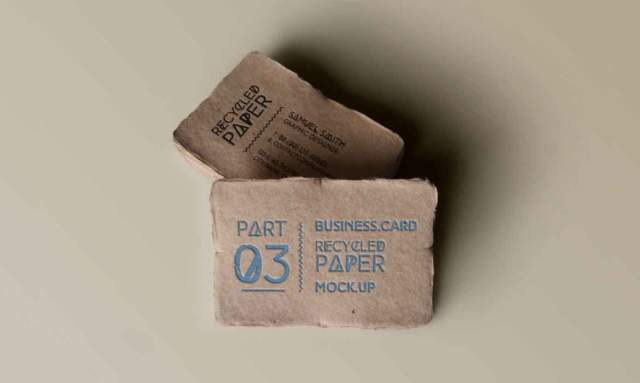 RECYCLED
PAPER
SAMUEL SMITH
GRAPHIC DESIGNER
PART
03
BUSINESS.CARD
RECYCLED
PAPER
MOCK.UP